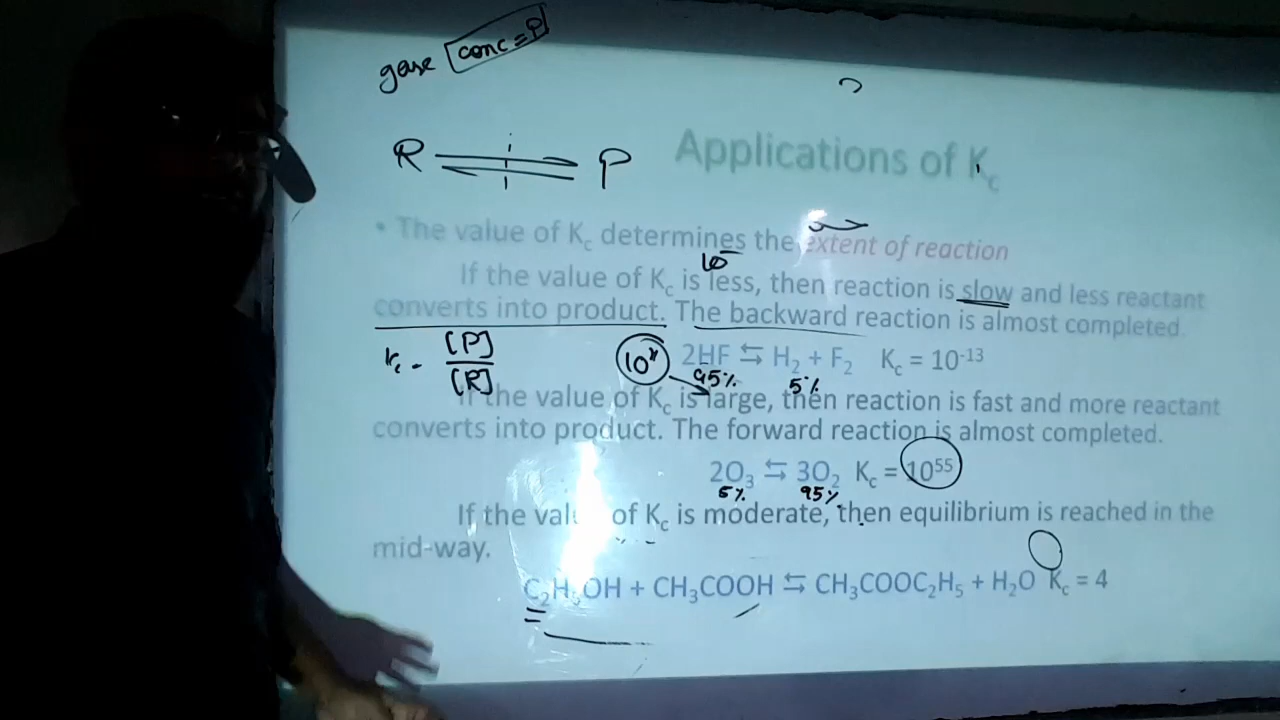 gase conc = P
R ⇌ P
Applications of Kc
• The value of Kc determines the extent of reaction
If the value of Kc is less, then reaction is slow and less reactant
converts into product. The backward reaction is almost completed.
Kc = [P] / [R]
2HF ⇆ H₂ + F₂ Kc = 10⁻¹³
95% 5%
If the value of Kc is large, then reaction is fast and more reactant
converts into product. The forward reaction is almost completed.
2O₃ ⇆ 3O₂ Kc = 10⁵⁵
5% 95%
If the value of Kc is moderate, then equilibrium is reached in the
mid-way.
C₂H₅OH + CH₃COOH ⇆ CH₃COOC₂H₅ + H₂O Kc = 4